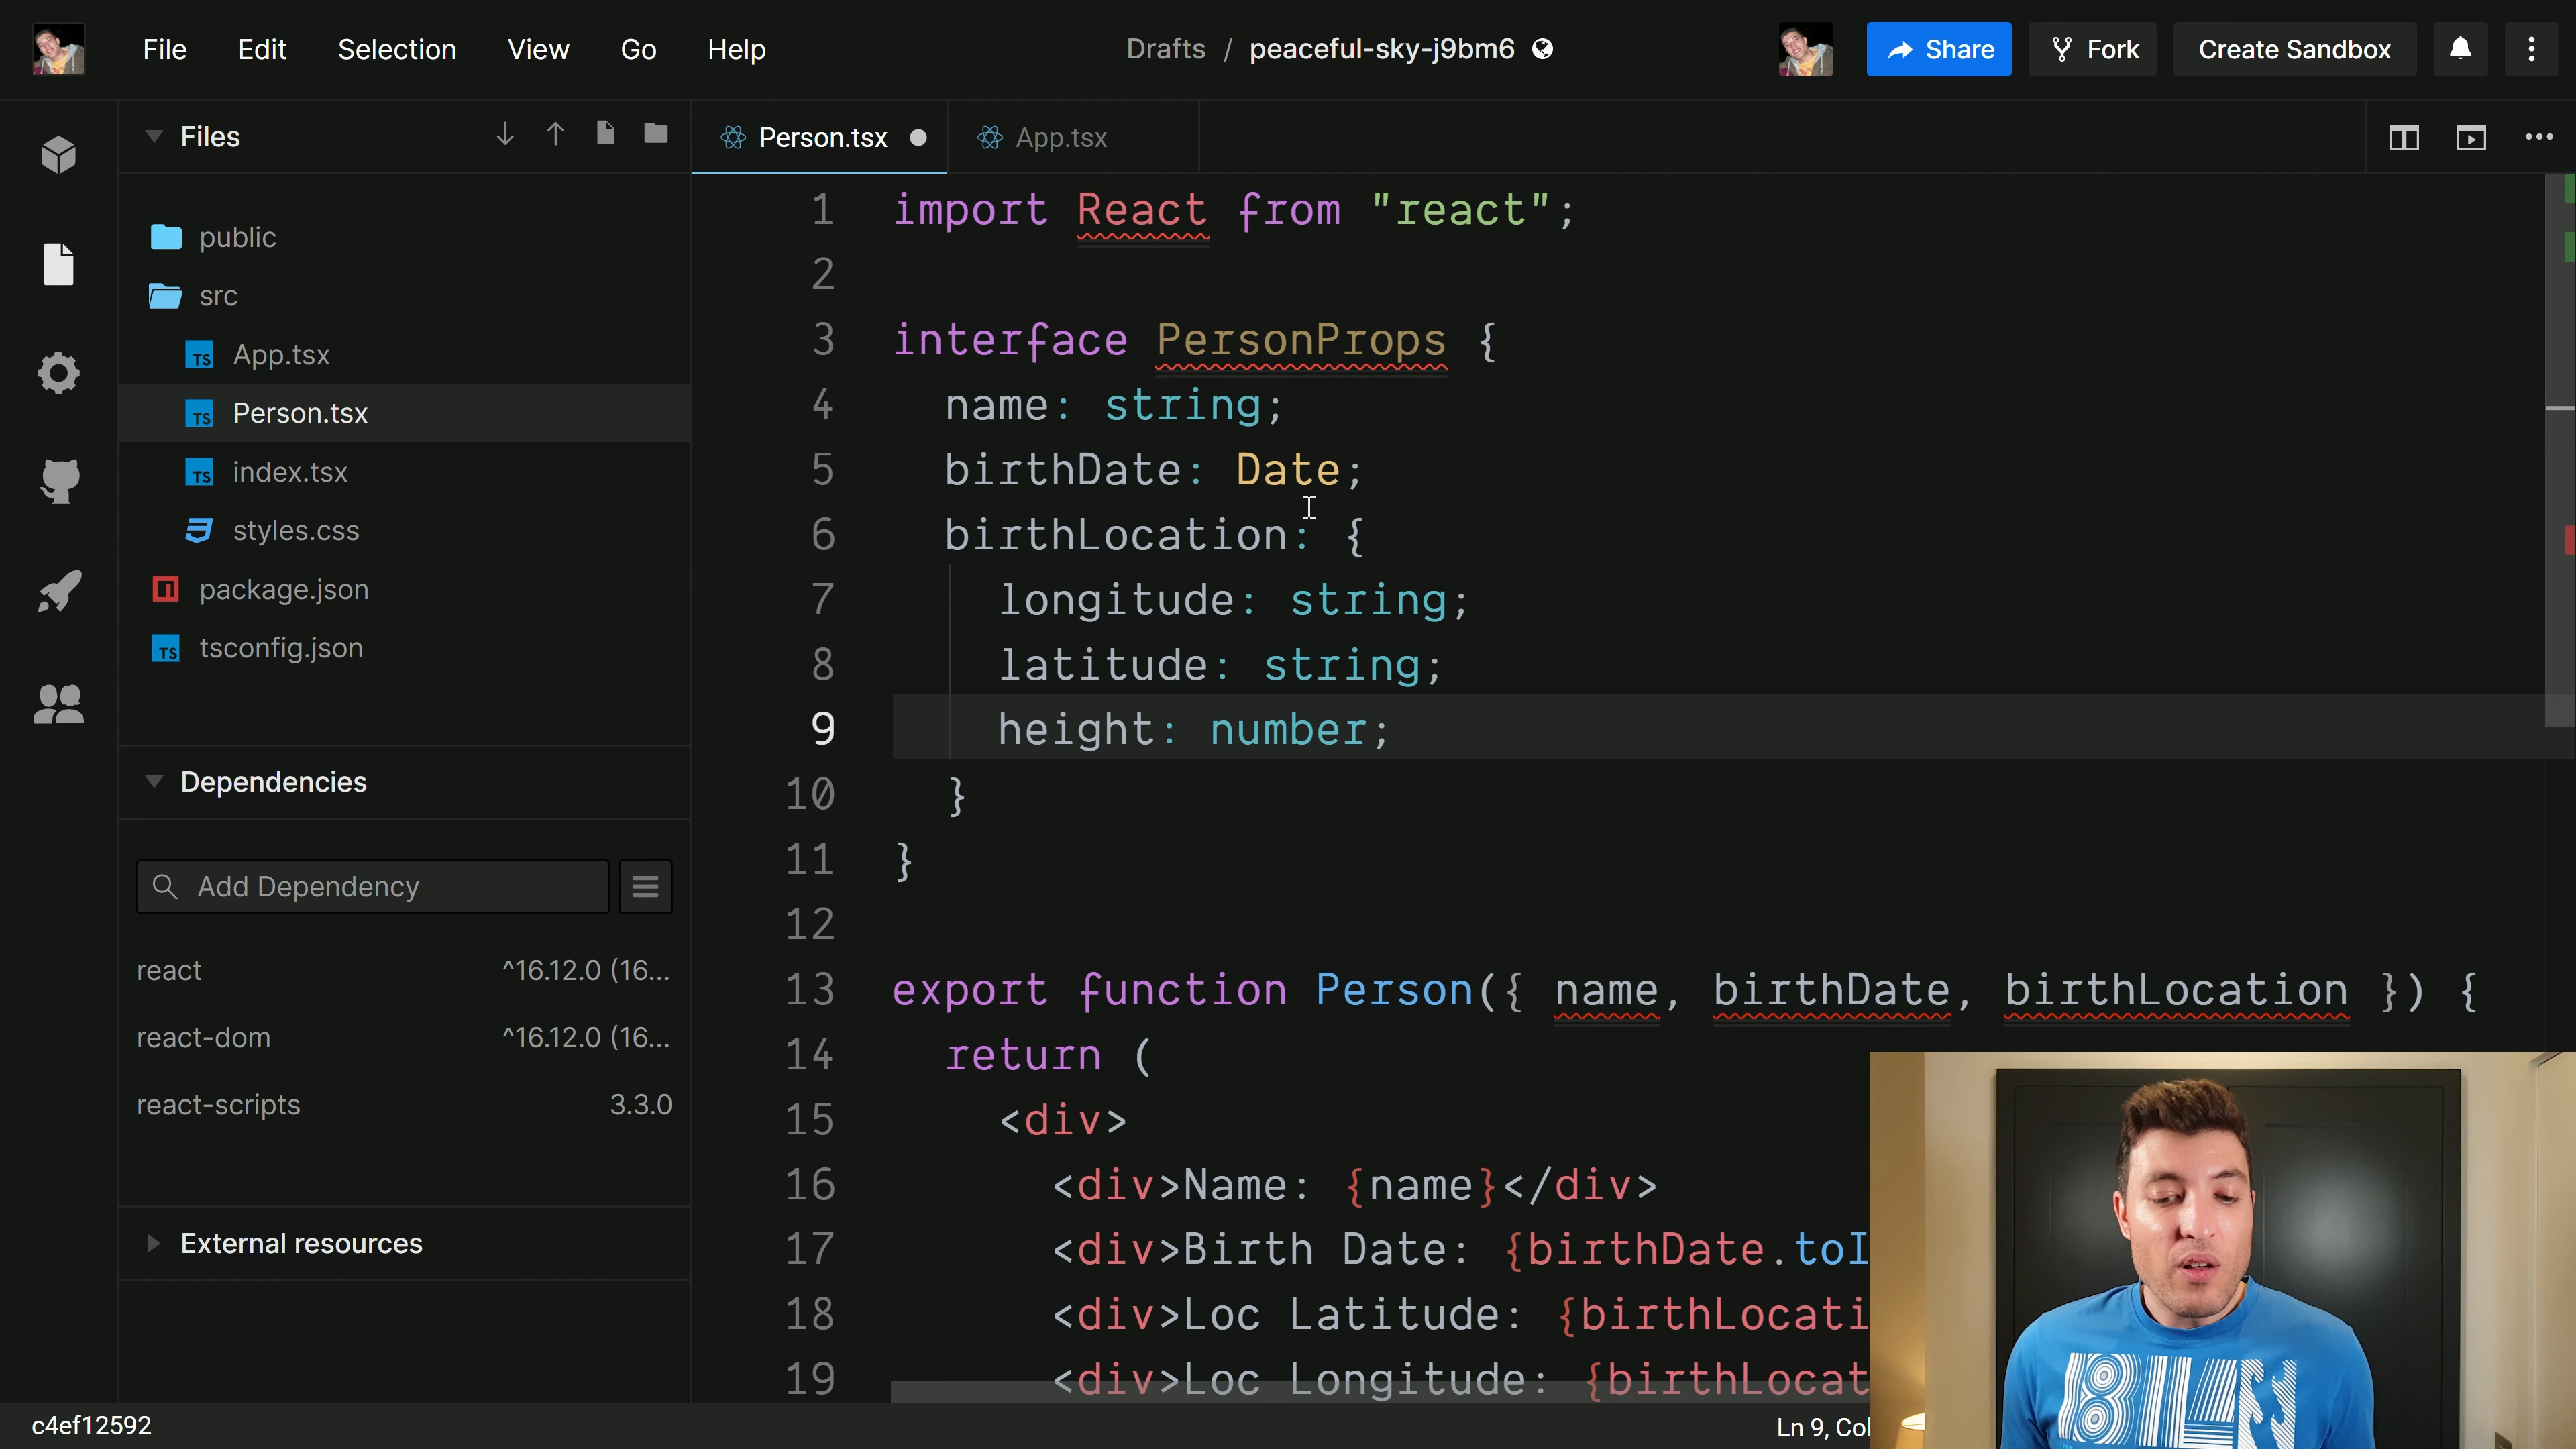 File Edit Selection View Go Help
Drafts / peaceful-sky-j9bm6
Share
Fork
Create Sandbox
Files
public
src
TS App.tsx
TS Person.tsx
TS index.tsx
styles.css
package.json
TS tsconfig.json
Dependencies
Add Dependency
react ^16.12.0 (16...
react-dom ^16.12.0 (16...
react-scripts 3.3.0
External resources
c4ef12592
Person.tsx
App.tsx
1 import React from "react";
2
3 interface PersonProps {
4 name: string;
5 birthDate: Date;
6 birthLocation: {
7 longitude: string;
8 latitude: string;
9 height: number;
10 }
11 }
12
13 export function Person({ name, birthDate, birthLocation }) {
14 return (
15 <div>
16 <div>Name: {name}</div>
17 <div>Birth Date: {birthDate.toI
18 <div>Loc Latitude: {birthLocati
19 <div>Loc Longitude: {birthLocat
Ln 9, Col